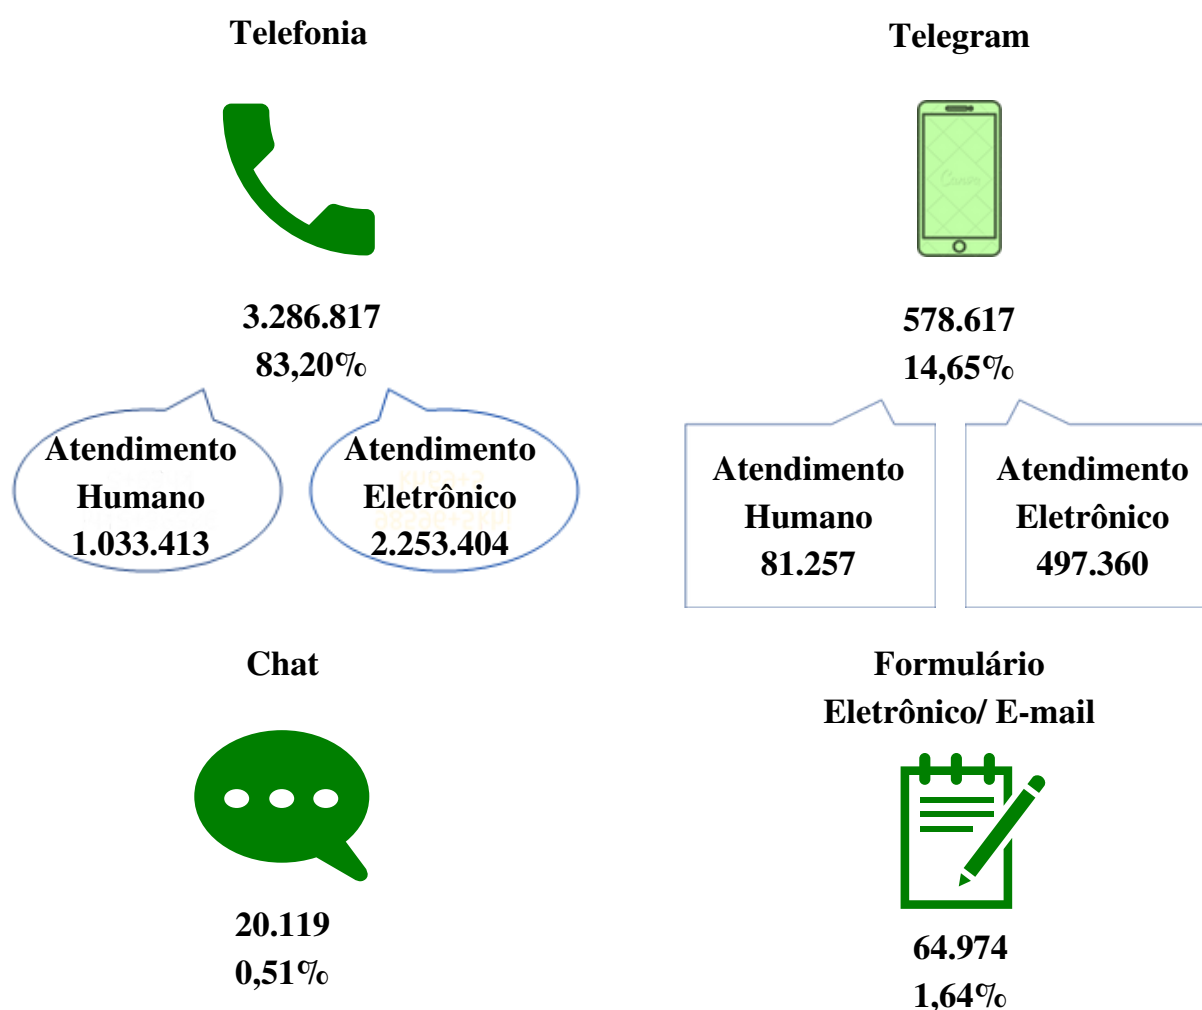 Telefonia
3.286.817
83,20%
Atendimento
Humano
1.033.413
Atendimento
Eletrônico
2.253.404
Telegram
Canva
578.617
14,65%
Atendimento
Humano
81.257
Atendimento
Eletrônico
497.360
Chat
20.119
0,51%
Formulário
Eletrônico/ E-mail
64.974
1,64%